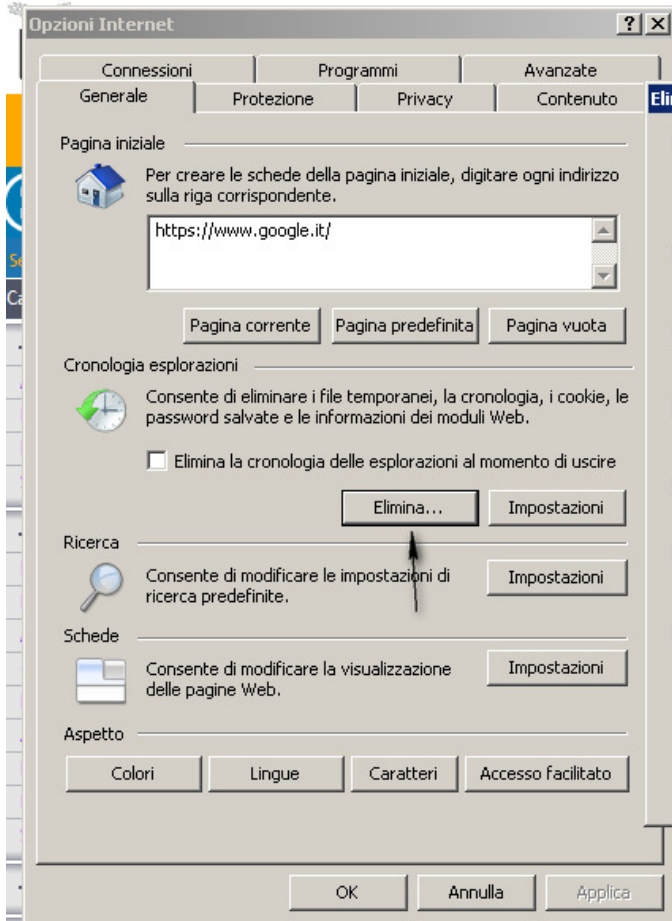 Opzioni Internet
Connessioni Programmi Avanzate
Generale Protezione Privacy Contenuto
Pagina iniziale
Per creare le schede della pagina iniziale, digitare ogni indirizzo
sulla riga corrispondente.
https://www.google.it/
Pagina corrente Pagina predefinita Pagina vuota
Cronologia esplorazioni
Consente di eliminare i file temporanei, la cronologia, i cookie, le
password salvate e le informazioni dei moduli Web.
Elimina la cronologia delle esplorazioni al momento di uscire
Elimina... Impostazioni
Ricerca
Consente di modificare le impostazioni di
ricerca predefinite.
Impostazioni
Schede
Consente di modificare la visualizzazione
delle pagine Web.
Impostazioni
Aspetto
Colori Lingue Caratteri Accesso facilitato
OK Annulla Applica